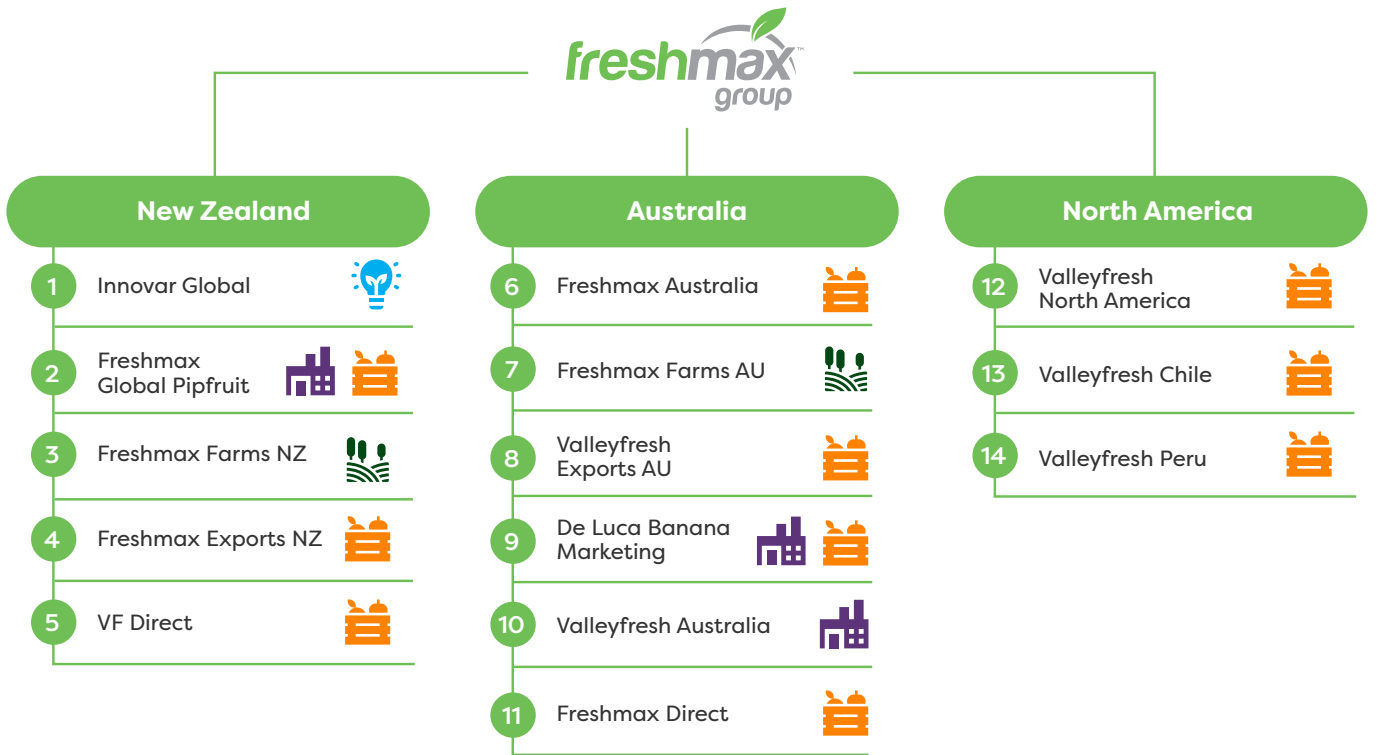 freshmax™
group
New Zealand
1 Innovar Global
2 Freshmax
Global Pipfruit
3 Freshmax Farms NZ
4 Freshmax Exports NZ
5 VF Direct
Australia
6 Freshmax Australia
7 Freshmax Farms AU
8 Valleyfresh
Exports AU
9 De Luca Banana
Marketing
10 Valleyfresh Australia
11 Freshmax Direct
North America
12 Valleyfresh
North America
13 Valleyfresh Chile
14 Valleyfresh Peru